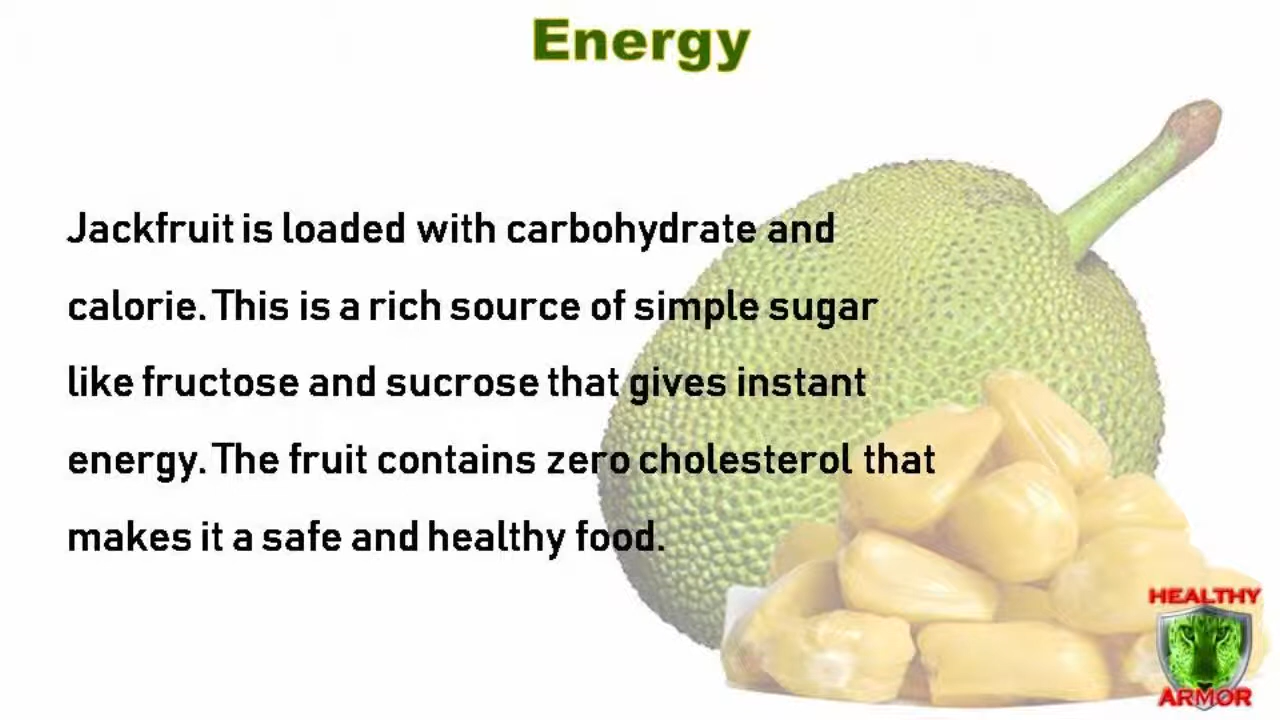 Energy
Jackfruit is loaded with carbohydrate and
calorie. This is a rich source of simple sugar
like fructose and sucrose that gives instant
energy. The fruit contains zero cholesterol that
makes it a safe and healthy food.
HEALTHY
ARMOR